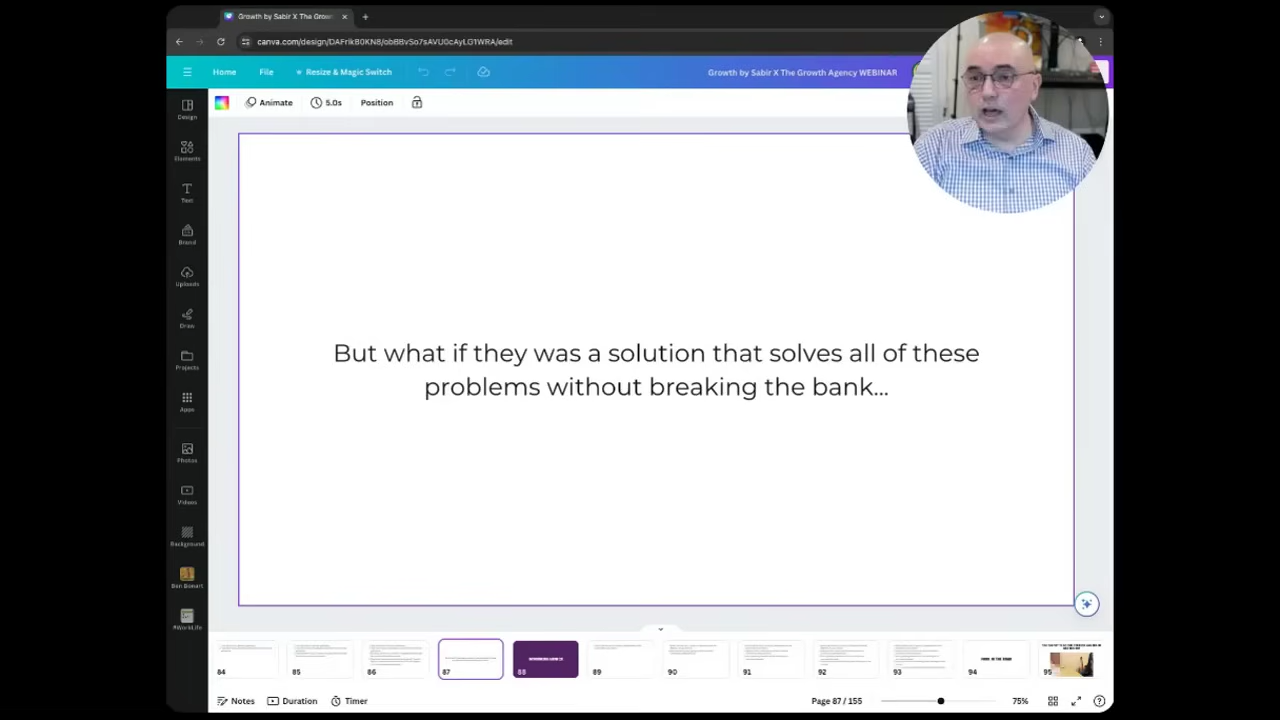 Growth by Sabir X The Grow
canva.com/design/DAFrIkB0KN8/obBBvSo7sAVU0cAyLG1WRA/edit
Home
File
Resize & Magic Switch
Growth by Sabir X The Growth Agency WEBINAR
Animate
5.0s
Position
Design
Elements
Text
Brand
Uploads
Draw
Projects
Apps
Photos
Videos
Background
But what if they was a solution that solves all of these
problems without breaking the bank...
84
85
86
87
88
89
90
91
92
93
94
95
Notes
Duration
Timer
Page 87 / 155
75%